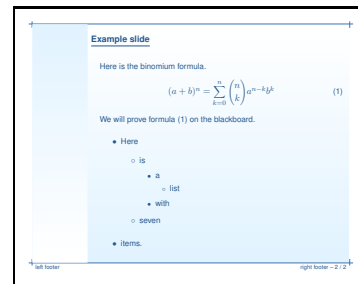 Example slide
Here is the binomium formula.
(a + b)^n = \sum_{k=0}^{n} \binom{n}{k} a^{n-k} b^k (1)
We will prove formula (1) on the blackboard.
• Here
◦ is
• a
◦ list
• with
◦ seven
• items.
left footer right footer – 2 / 2